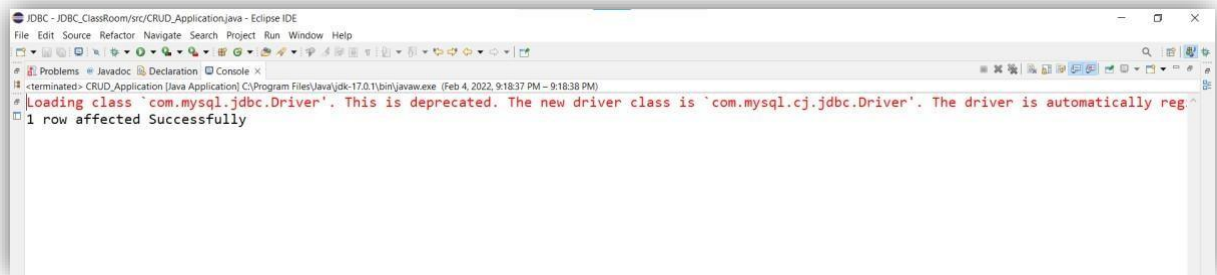 JDBC - JDBC_ClassRoom/src/CRUD_Application.java - Eclipse IDE
File Edit Source Refactor Navigate Search Project Run Window Help
Problems Javadoc Declaration Console
<terminated> CRUD_Application [Java Application] C:\Program Files\Java\jdk-17.0.1\bin\javaw.exe (Feb 4, 2022, 9:18:37 PM – 9:18:38 PM)
Loading class `com.mysql.jdbc.Driver'. This is deprecated. The new driver class is `com.mysql.cj.jdbc.Driver'. The driver is automatically reg
1 row affected Successfully